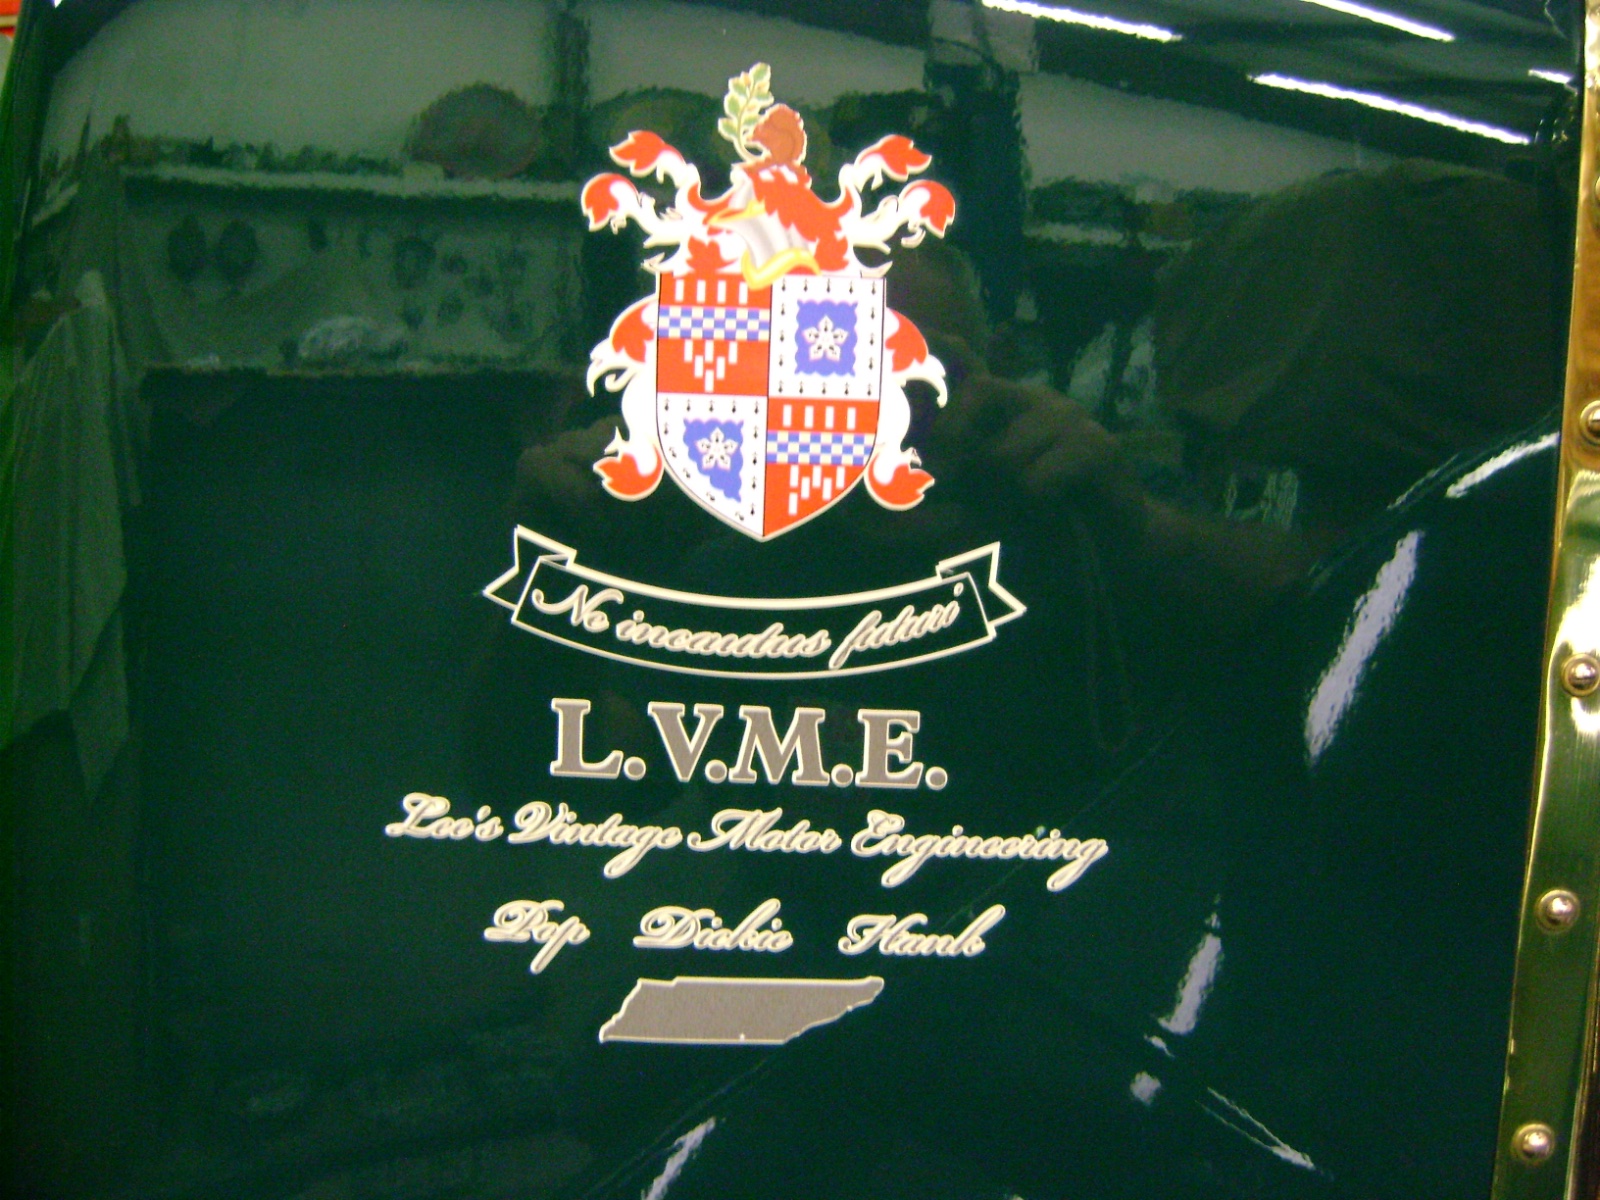 Ne incautus futuri
L.V.M.E.
Lee's Vintage Motor Engineering
Pop Dickie Hank